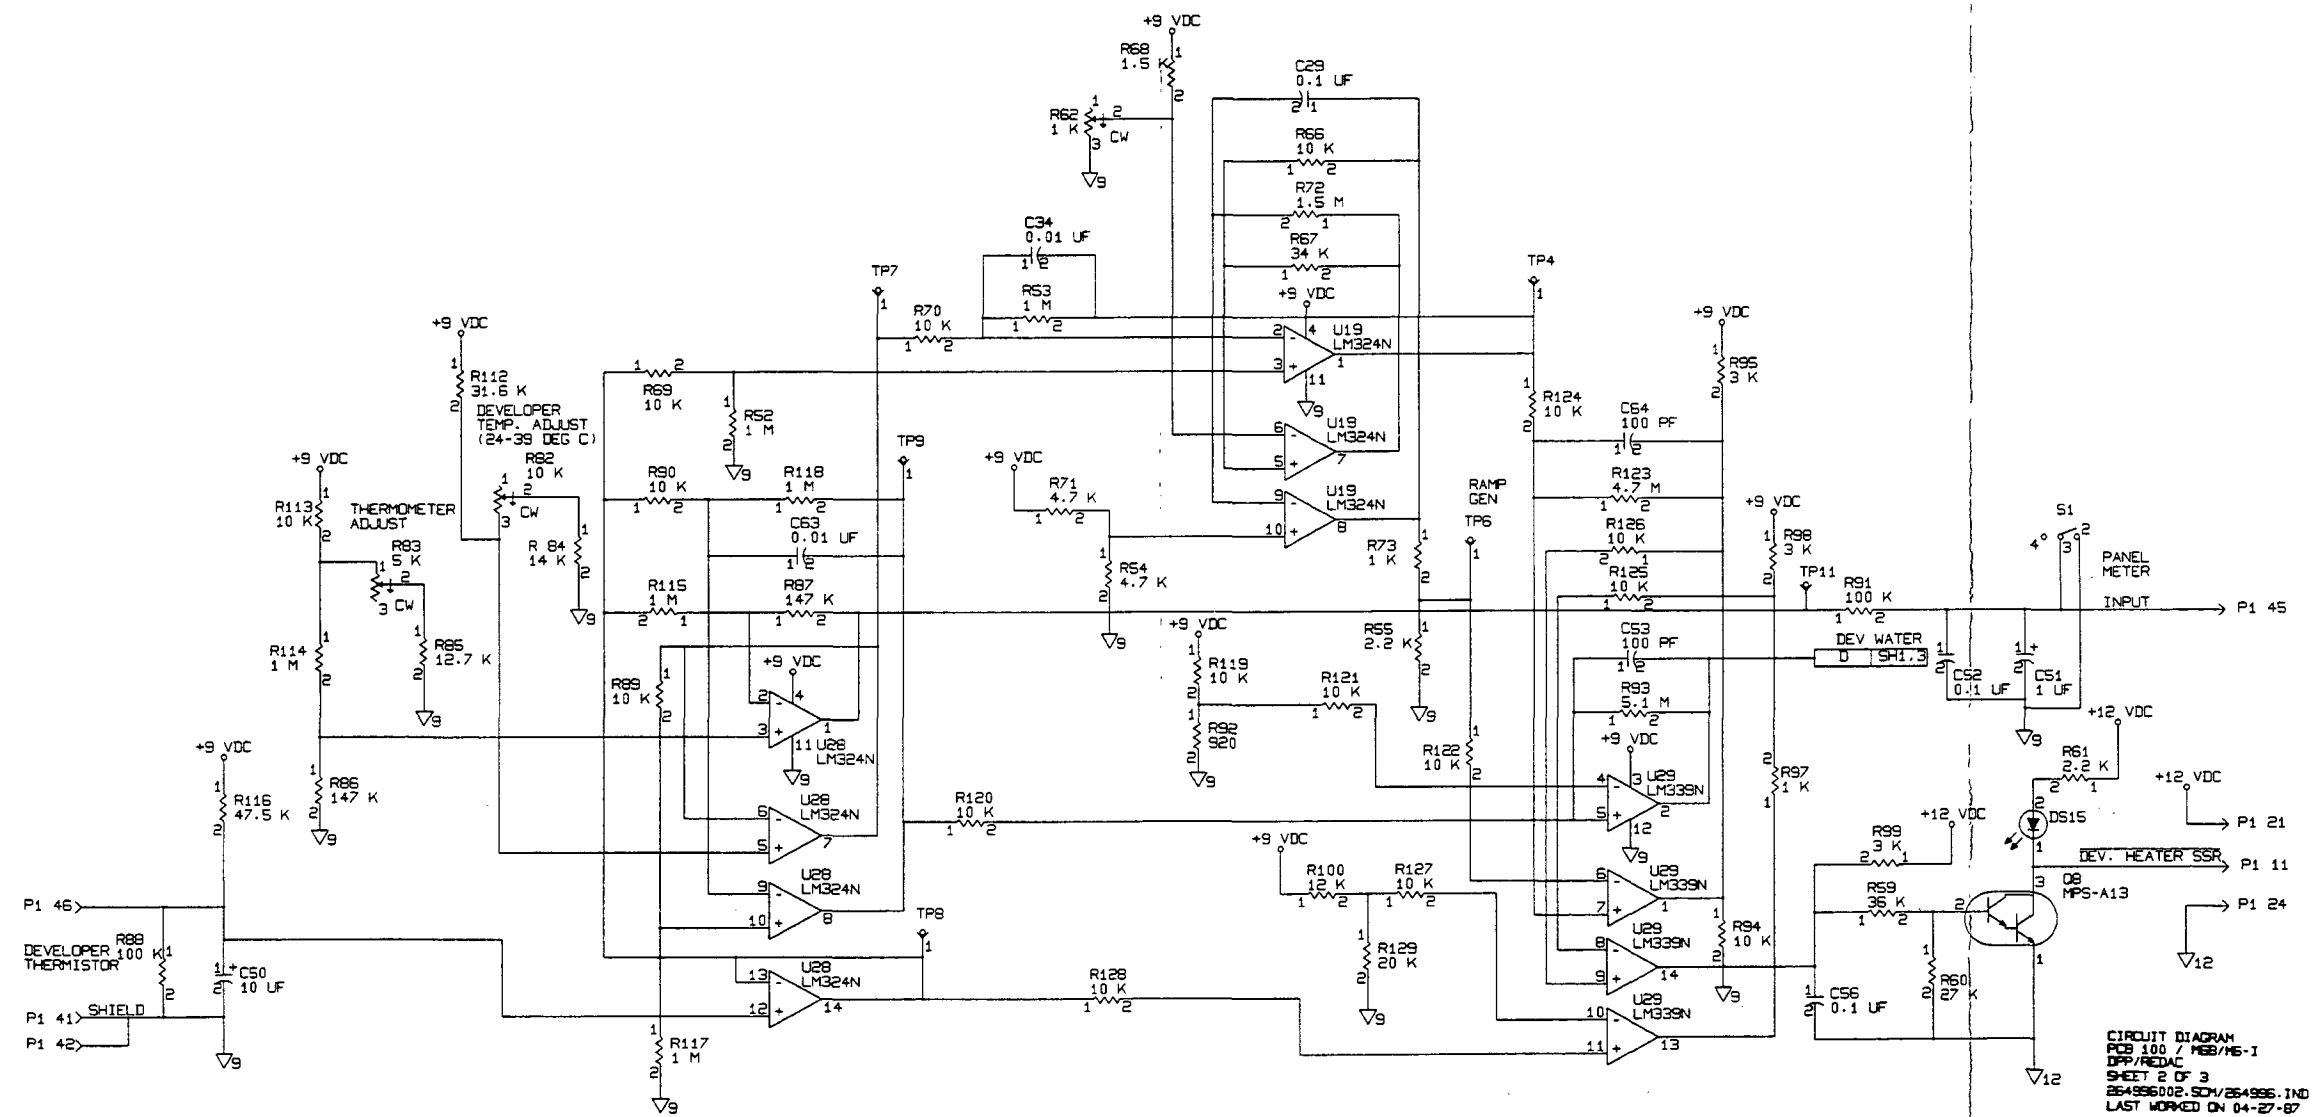 +9 VDC
R68
1.5 K
R62
1 K
CW
C29
0.1 UF
R66
10 K
R72
1.5 M
R67
34 K
+9 VDC
C34
0.01 UF
R53
1 M
TP7
R70
10 K
TP4
U19
LM324N
U19
LM324N
U19
LM324N
+9 VDC
R112
31.6 K
DEVELOPER
TEMP. ADJUST
(24-39 DEG C)
R82
10 K
CW
R 84
14 K
R69
10 K
R52
1 M
TP9
R90
10 K
R118
1 M
C63
0.01 UF
R115
1 M
R87
147 K
+9 VDC
R71
4.7 K
R54
4.7 K
R73
1 K
R55
2.2 K
RAMP
GEN
TP6
+9 VDC
R95
3 K
R124
10 K
C64
100 PF
R123
4.7 M
R126
10 K
R125
10 K
+9 VDC
R98
3 K
TP11
R91
100 K
S1
PANEL
METER
INPUT
P1 45
+9 VDC
R113
10 K
THERMOMETER
ADJUST
R83
5 K
CW
R85
12.7 K
R114
1 M
R86
147 K
+9 VDC
R116
47.5 K
R89
10 K
+9 VDC
U28
LM324N
U28
LM324N
U28
LM324N
U28
LM324N
R120
10 K
+9 VDC
R119
10 K
R92
920
R121
10 K
R122
10 K
C53
100 PF
R93
5.1 M
+9 VDC
U29
LM339N
U29
LM339N
U29
LM339N
U29
LM339N
R97
1 K
R94
10 K
DEV WATER
D SH1,3
C52
0.1 UF
C51
1 UF
+12 VDC
R61
2.2 K
+12 VDC
DS15
P1 21
DEV. HEATER SSR
P1 11
P1 24
Q8
MPS-A13
+12 VDC
R99
3 K
R59
36 K
R60
27 K
C56
0.1 UF
+9 VDC
R100
12 K
R127
10 K
R129
20 K
R128
10 K
TP8
R117
1 M
P1 46
DEVELOPER
THERMISTOR
R88
100 K
C50
10 UF
P1 41
SHIELD
P1 42
CIRCUIT DIAGRAM
PCB 100 / M6B/M6-I
DPP/REDAC
SHEET 2 OF 3
264996002.SCM/264996.IND
LAST WORKED ON 04-27-87